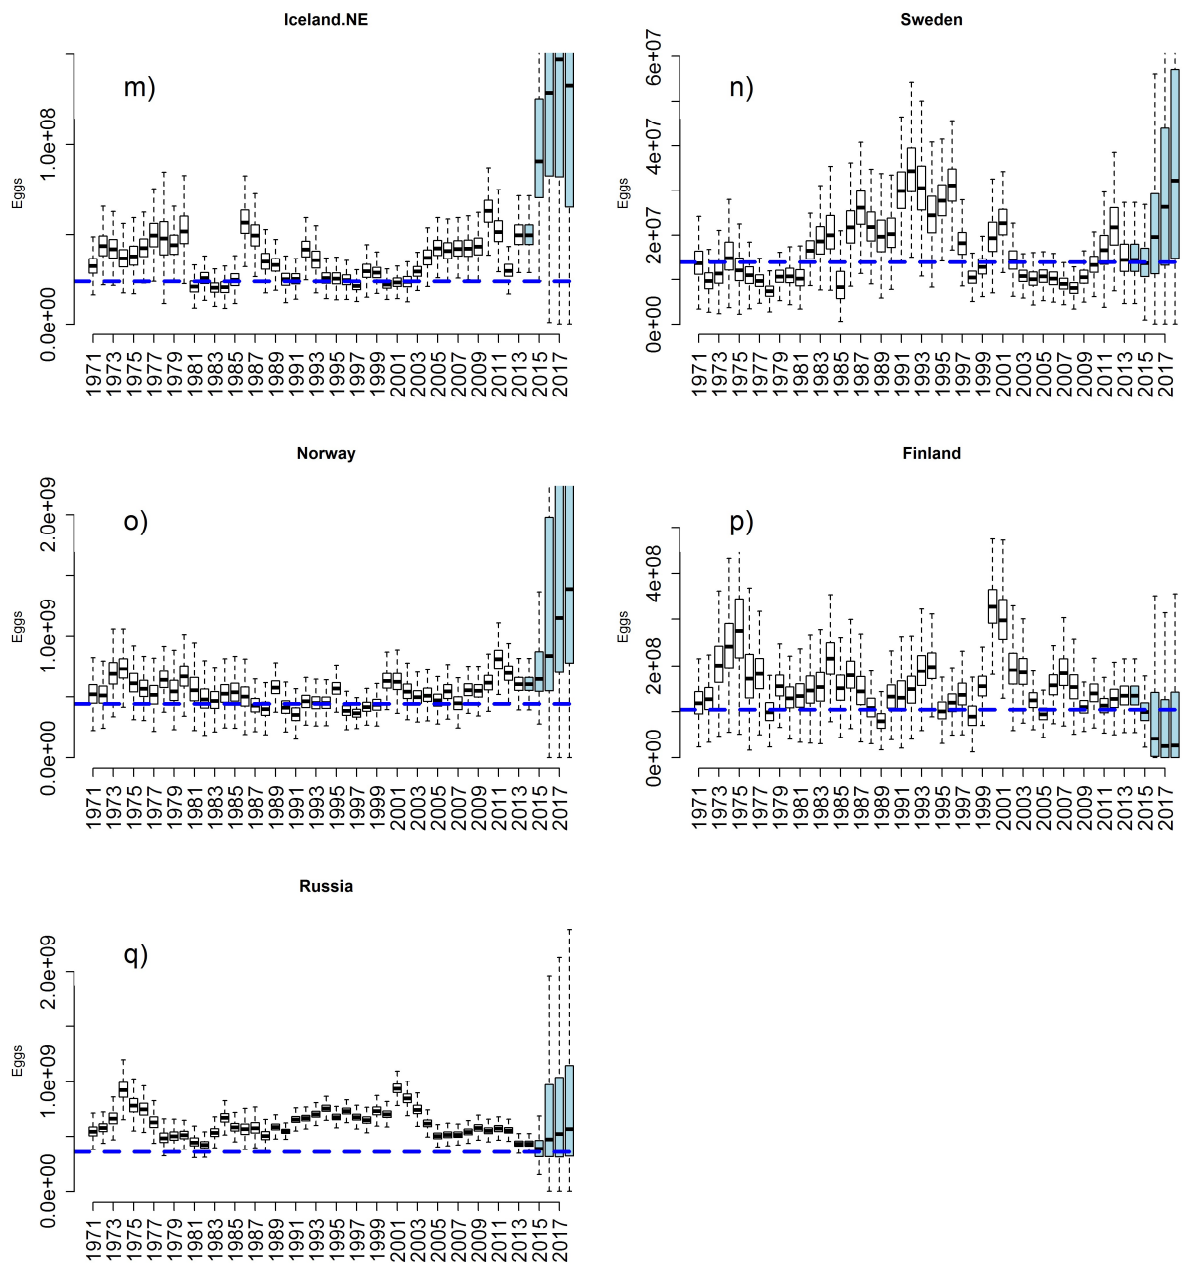 Iceland.NE
m)
Eggs
0.0e+00 1.0e+08
1971 1973 1975 1977 1979 1981 1983 1985 1987 1989 1991 1993 1995 1997 1999 2001 2003 2005 2007 2009 2011 2013 2015 2017
Sweden
n)
Eggs
0e+00 2e+07 4e+07 6e+07
1971 1973 1975 1977 1979 1981 1983 1985 1987 1989 1991 1993 1995 1997 1999 2001 2003 2005 2007 2009 2011 2013 2015 2017
Norway
o)
Eggs
0.0e+00 1.0e+09 2.0e+09
1971 1973 1975 1977 1979 1981 1983 1985 1987 1989 1991 1993 1995 1997 1999 2001 2003 2005 2007 2009 2011 2013 2015 2017
Finland
p)
Eggs
0e+00 2e+08 4e+08
1971 1973 1975 1977 1979 1981 1983 1985 1987 1989 1991 1993 1995 1997 1999 2001 2003 2005 2007 2009 2011 2013 2015 2017
Russia
q)
Eggs
0.0e+00 1.0e+09 2.0e+09
1971 1973 1975 1977 1979 1981 1983 1985 1987 1989 1991 1993 1995 1997 1999 2001 2003 2005 2007 2009 2011 2013 2015 2017